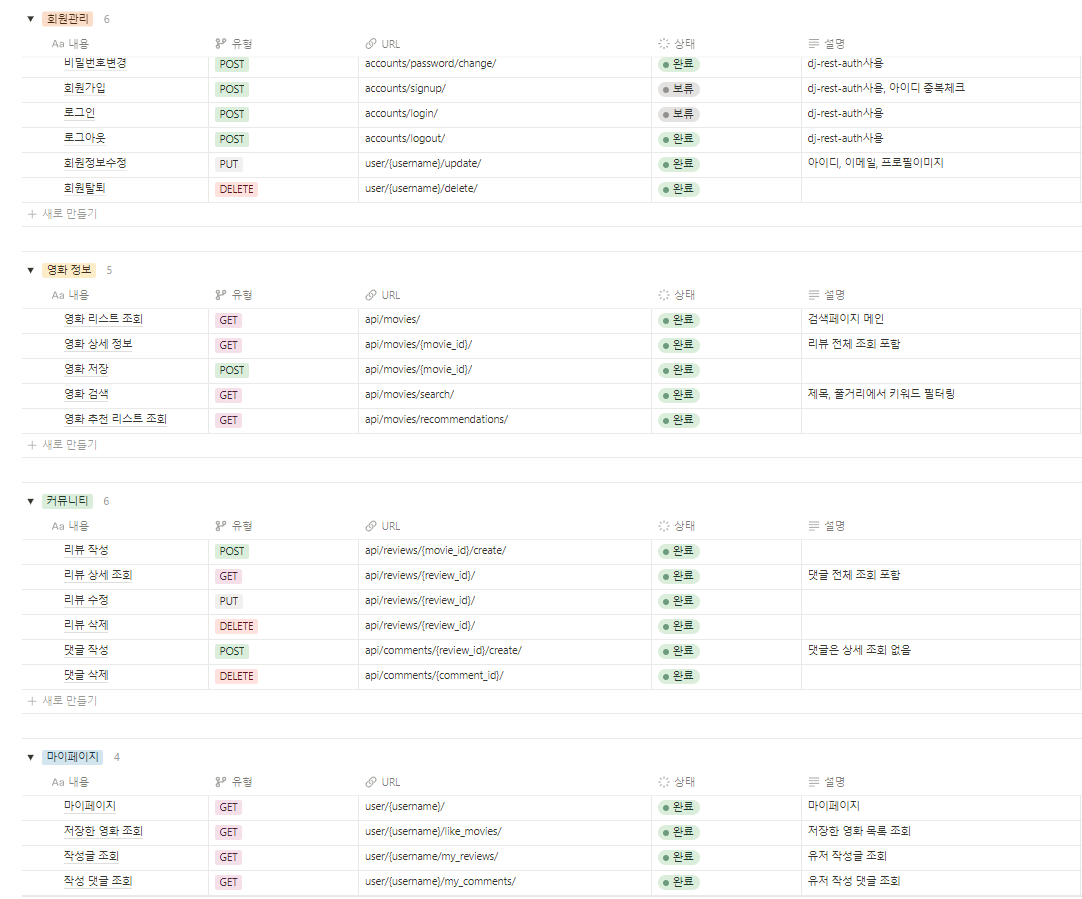 회원관리 6
Aa 내용 유형 URL 상태 설명
비밀번호변경 POST accounts/password/change/ 완료 dj-rest-auth사용
회원가입 POST accounts/signup/ 보류 dj-rest-auth사용, 아이디 중복체크
로그인 POST accounts/login/ 보류 dj-rest-auth사용
로그아웃 POST accounts/logout/ 완료 dj-rest-auth사용
회원정보수정 PUT user/{username}/update/ 완료 아이디, 이메일, 프로필이미지
회원탈퇴 DELETE user/{username}/delete/ 완료
+ 새로 만들기
영화 정보 5
Aa 내용 유형 URL 상태 설명
영화 리스트 조회 GET api/movies/ 완료 검색페이지 메인
영화 상세 정보 GET api/movies/{movie_id}/ 완료 리뷰 전체 조회 포함
영화 저장 POST api/movies/{movie_id}/ 완료
영화 검색 GET api/movies/search/ 완료 제목, 줄거리에서 키워드 필터링
영화 추천 리스트 조회 GET api/movies/recommendations/ 완료
+ 새로 만들기
커뮤니티 6
Aa 내용 유형 URL 상태 설명
리뷰 작성 POST api/reviews/{movie_id}/create/ 완료
리뷰 상세 조회 GET api/reviews/{review_id}/ 완료 댓글 전체 조회 포함
리뷰 수정 PUT api/reviews/{review_id}/ 완료
리뷰 삭제 DELETE api/reviews/{review_id}/ 완료
댓글 작성 POST api/comments/{review_id}/create/ 완료 댓글은 상세 조회 없음
댓글 삭제 DELETE api/comments/{comment_id}/ 완료
+ 새로 만들기
마이페이지 4
Aa 내용 유형 URL 상태 설명
마이페이지 GET user/{username}/ 완료 마이페이지
저장한 영화 조회 GET user/{username}/like_movies/ 완료 저장한 영화 목록 조회
작성글 조회 GET user/{username}/my_reviews/ 완료 유저 작성글 조회
작성 댓글 조회 GET user/{username}/my_comments/ 완료 유저 작성 댓글 조회